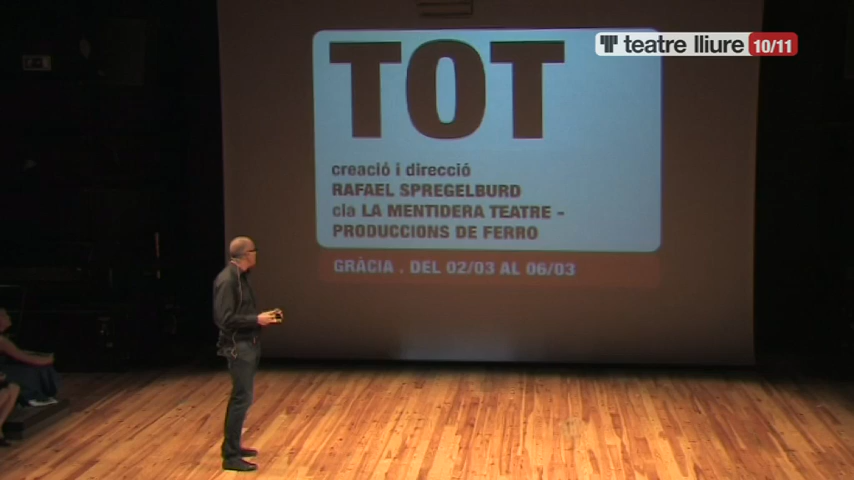 teatre lliure 10/11
TOT
creació i direcció
RAFAEL SPREGELBURD
cia LA MENTIDERA TEATRE -
PRODUCCIONS DE FERRO
GRÀCIA . DEL 02/03 AL 06/03